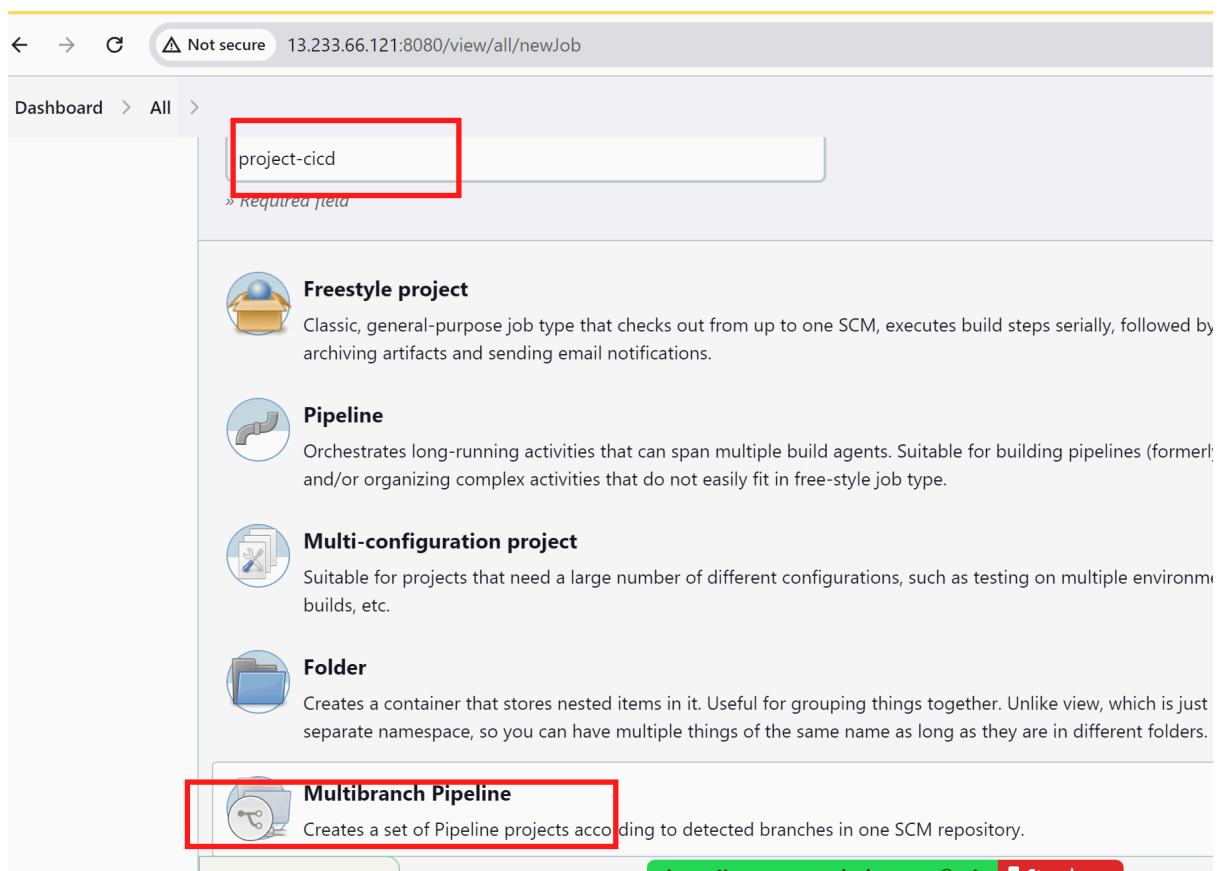 Not secure 13.233.66.121:8080/view/all/newJob
Dashboard > All >
project-cicd
» Required field
Freestyle project
Classic, general-purpose job type that checks out from up to one SCM, executes build steps serially, followed by
archiving artifacts and sending email notifications.
Pipeline
Orchestrates long-running activities that can span multiple build agents. Suitable for building pipelines (formerly
and/or organizing complex activities that do not easily fit in free-style job type.
Multi-configuration project
Suitable for projects that need a large number of different configurations, such as testing on multiple environme
builds, etc.
Folder
Creates a container that stores nested items in it. Useful for grouping things together. Unlike view, which is just
separate namespace, so you can have multiple things of the same name as long as they are in different folders.
Multibranch Pipeline
Creates a set of Pipeline projects according to detected branches in one SCM repository.